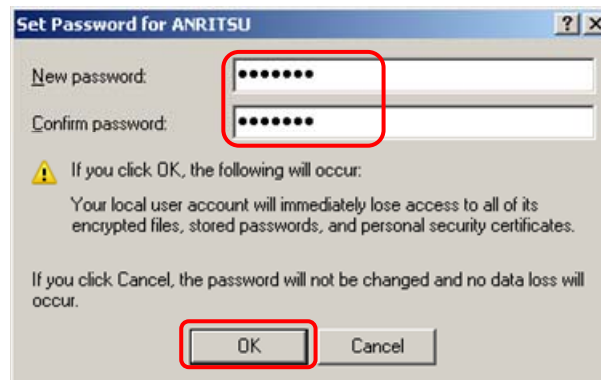 Set Password for ANRITSU
New password: •••••••
Confirm password: •••••••
If you click OK, the following will occur:
Your local user account will immediately lose access to all of its
encrypted files, stored passwords, and personal security certificates.
If you click Cancel, the password will not be changed and no data loss will
occur.
OK Cancel